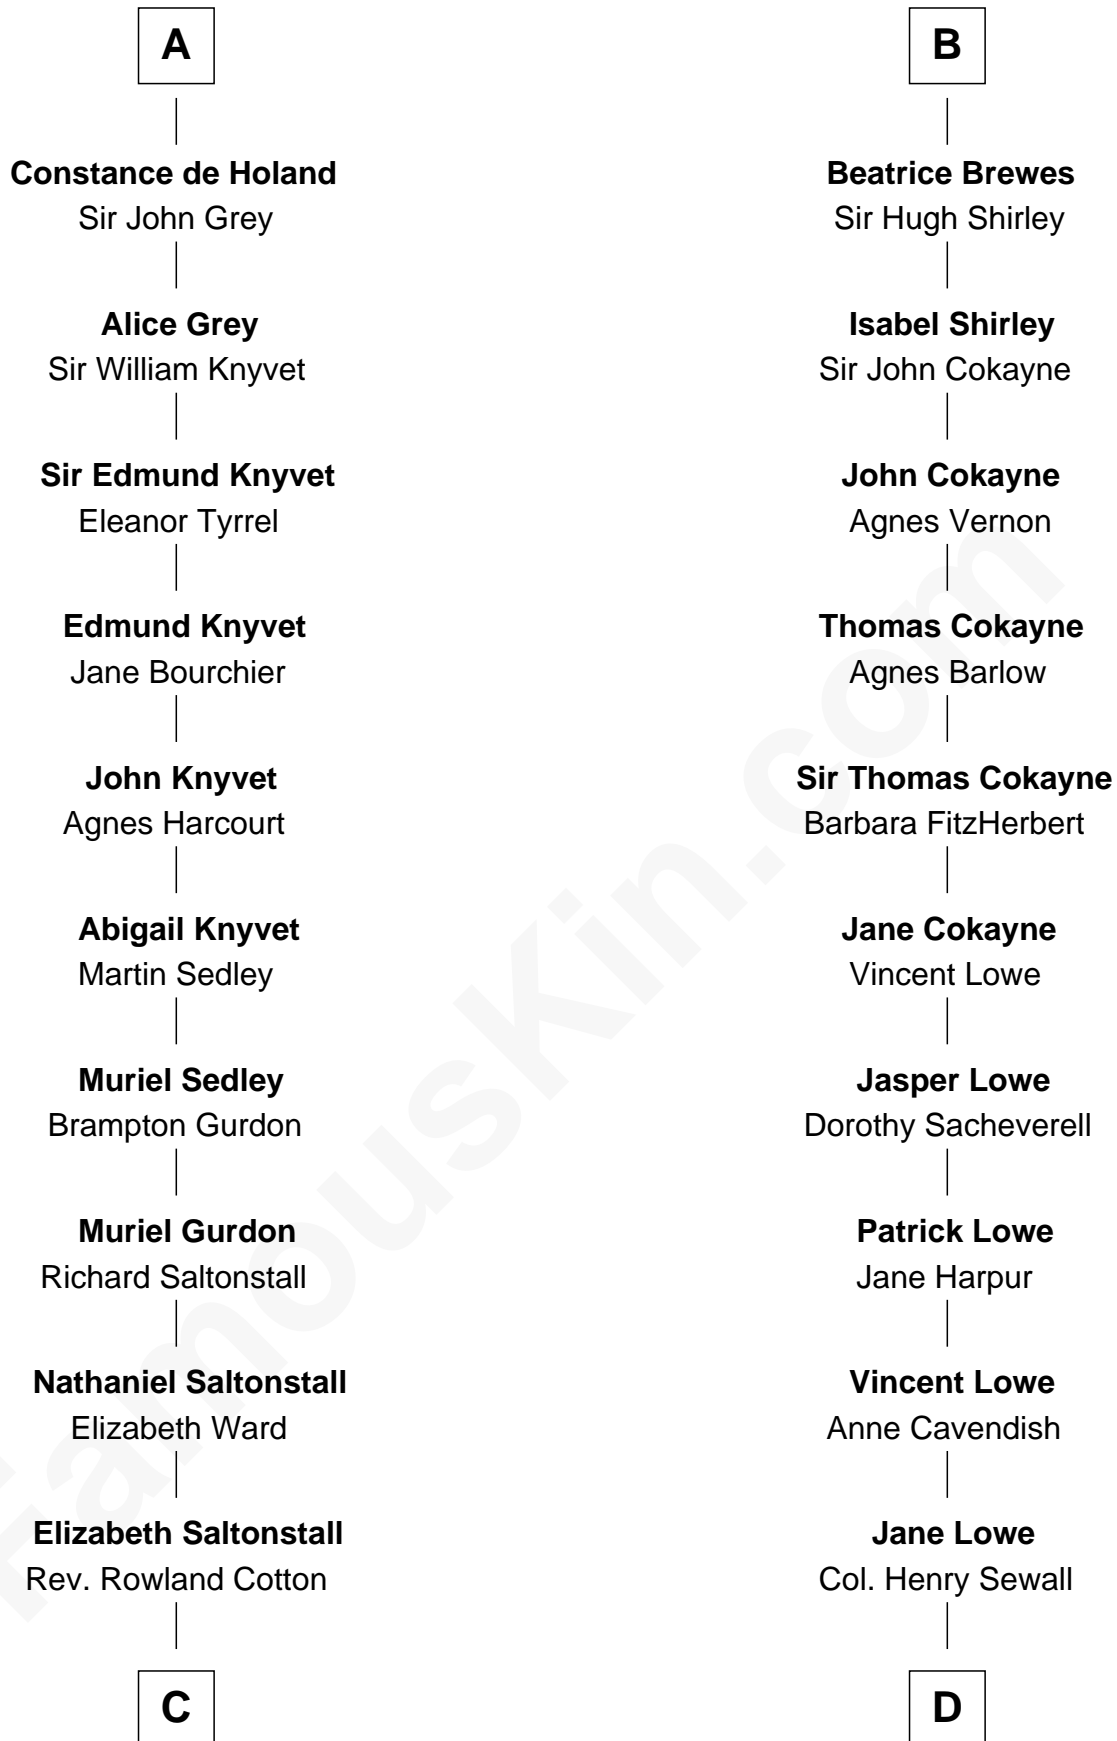 A
Constance de Holand
Sir John Grey
Alice Grey
Sir William Knyvet
Sir Edmund Knyvet
Eleanor Tyrrel
Edmund Knyvet
Jane Bourchier
John Knyvet
Agnes Harcourt
Abigail Knyvet
Martin Sedley
Muriel Sedley
Brampton Gurdon
Muriel Gurdon
Richard Saltonstall
Nathaniel Saltonstall
Elizabeth Ward
Elizabeth Saltonstall
Rev. Rowland Cotton
C
B
Beatrice Brewes
Sir Hugh Shirley
Isabel Shirley
Sir John Cokayne
John Cokayne
Agnes Vernon
Thomas Cokayne
Agnes Barlow
Sir Thomas Cokayne
Barbara FitzHerbert
Jane Cokayne
Vincent Lowe
Jasper Lowe
Dorothy Sacheverell
Patrick Lowe
Jane Harpur
Vincent Lowe
Anne Cavendish
Jane Lowe
Col. Henry Sewall
D
FamousKin.com